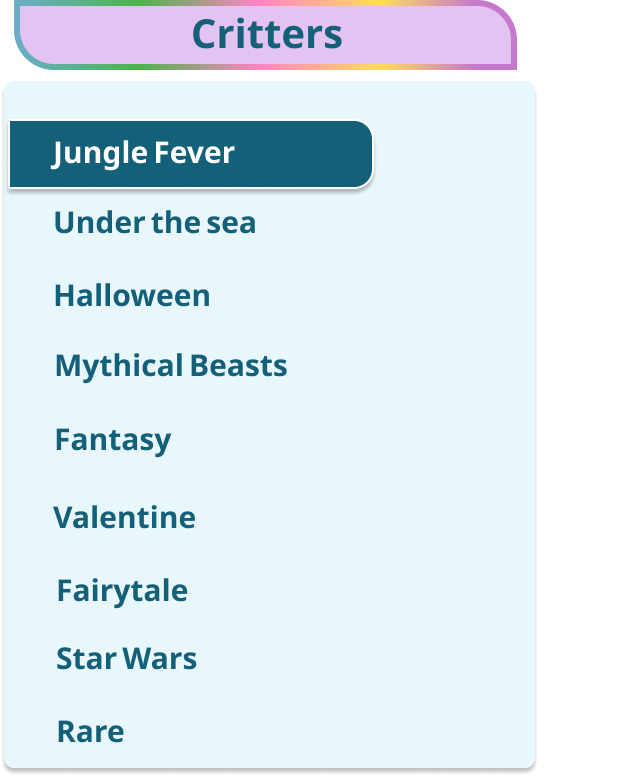 Critters
Jungle Fever
Under the sea
Halloween
Mythical Beasts
Fantasy
Valentine
Fairytale
Star Wars
Rare